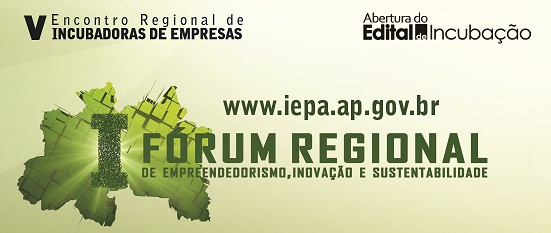 V Encontro Regional de
INCUBADORAS DE EMPRESAS
Abertura do
Edital de Incubação
www.iepa.ap.gov.br
I FÓRUM REGIONAL
DE EMPREENDEDORISMO, INOVAÇÃO E SUSTENTABILIDADE